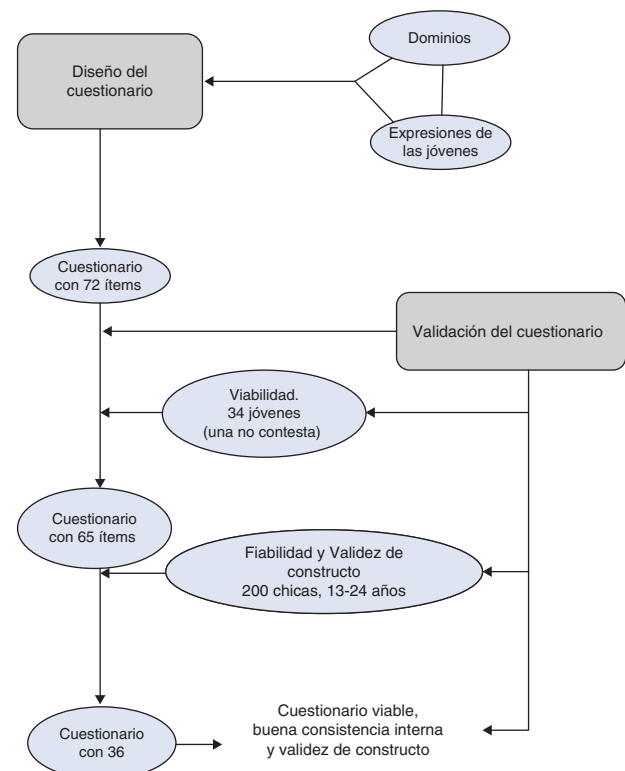 Dominios
Diseño del
cuestionario
Expresiones de
las jóvenes
Cuestionario
con 72 ítems
Validación del cuestionario
Viabilidad.
34 jóvenes
(una no contesta)
Cuestionario
con 65 ítems
Fiabilidad y Validez de
constructo
200 chicas, 13-24 años
Cuestionario
con 36
Cuestionario viable,
buena consistencia interna
y validez de constructo